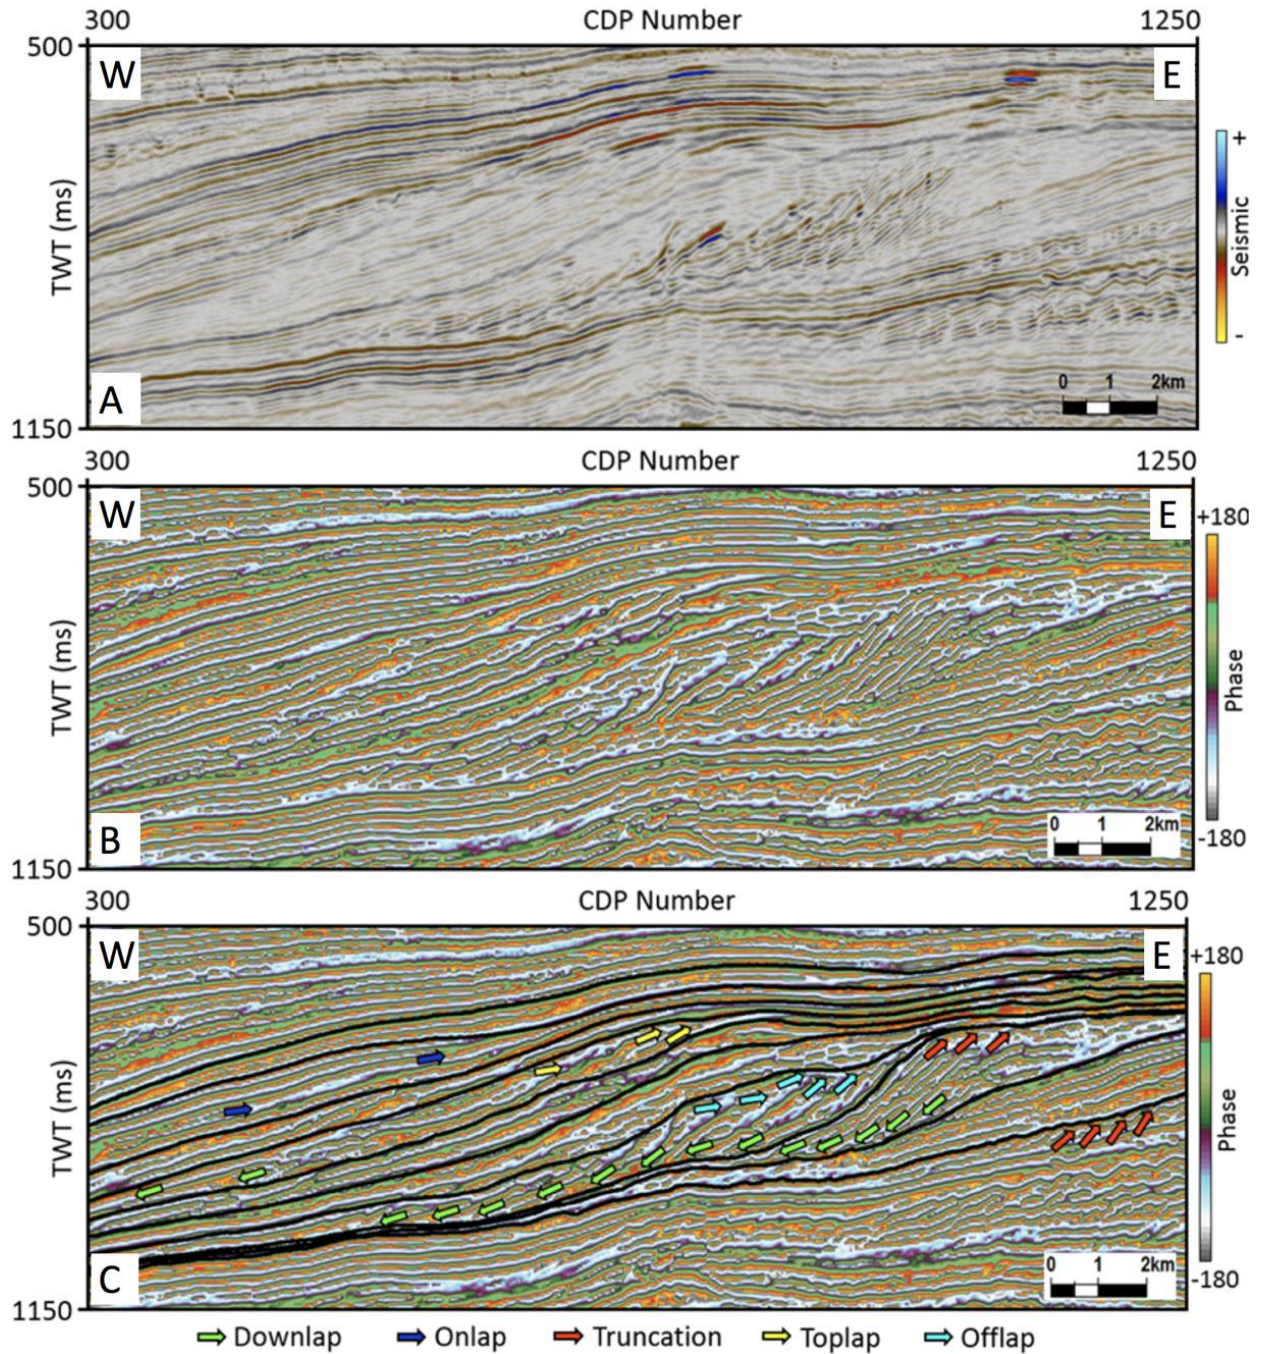 300 CDP Number 1250
500
W E
TWT (ms)
+
Seismic
-
A
0 1 2km
1150
300 CDP Number 1250
500
W E
+180
TWT (ms)
Phase
B
0 1 2km
-180
1150
300 CDP Number 1250
500
W E
+180
TWT (ms)
Phase
C
0 1 2km
-180
1150
Downlap Onlap Truncation Toplap Offlap